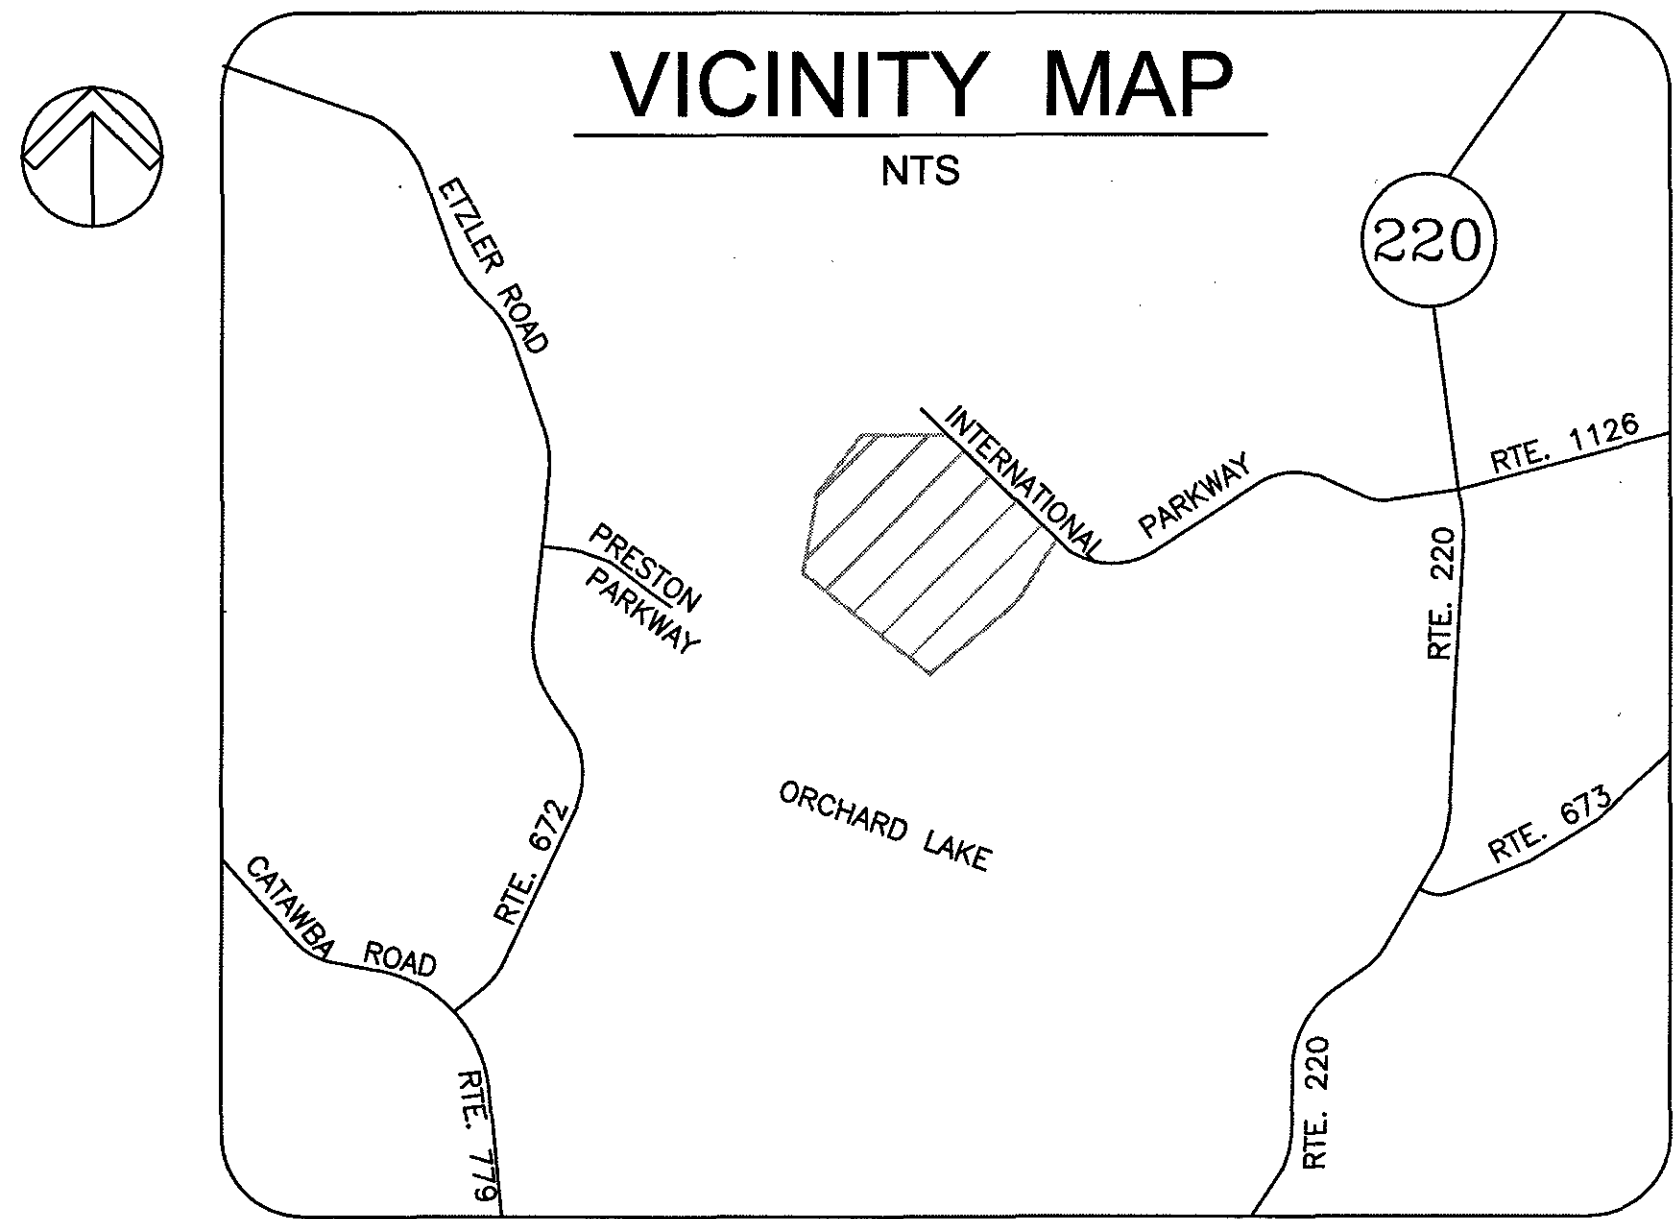 VICINITY MAP
NTS
220
ETZLER ROAD
INTERNATIONAL PARKWAY
RTE. 1126
PRESTON
PARKWAY
RTE. 220
ORCHARD LAKE
RTE. 672
RTE. 673
CATAWBA ROAD
RTE. 779
RTE. 220